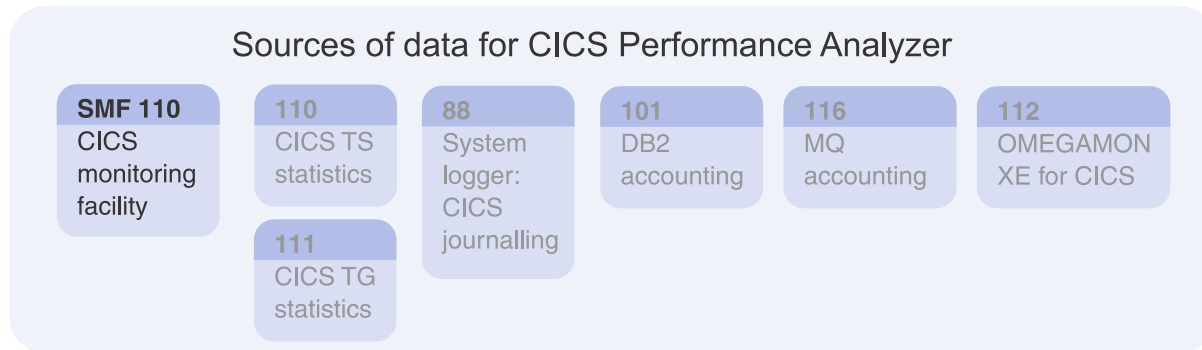 Sources of data for CICS Performance Analyzer
SMF 110
CICS
monitoring
facility
110
CICS TS
statistics
111
CICS TG
statistics
88
System
logger:
CICS
journalling
101
DB2
accounting
116
MQ
accounting
112
OMEGAMON
XE for CICS